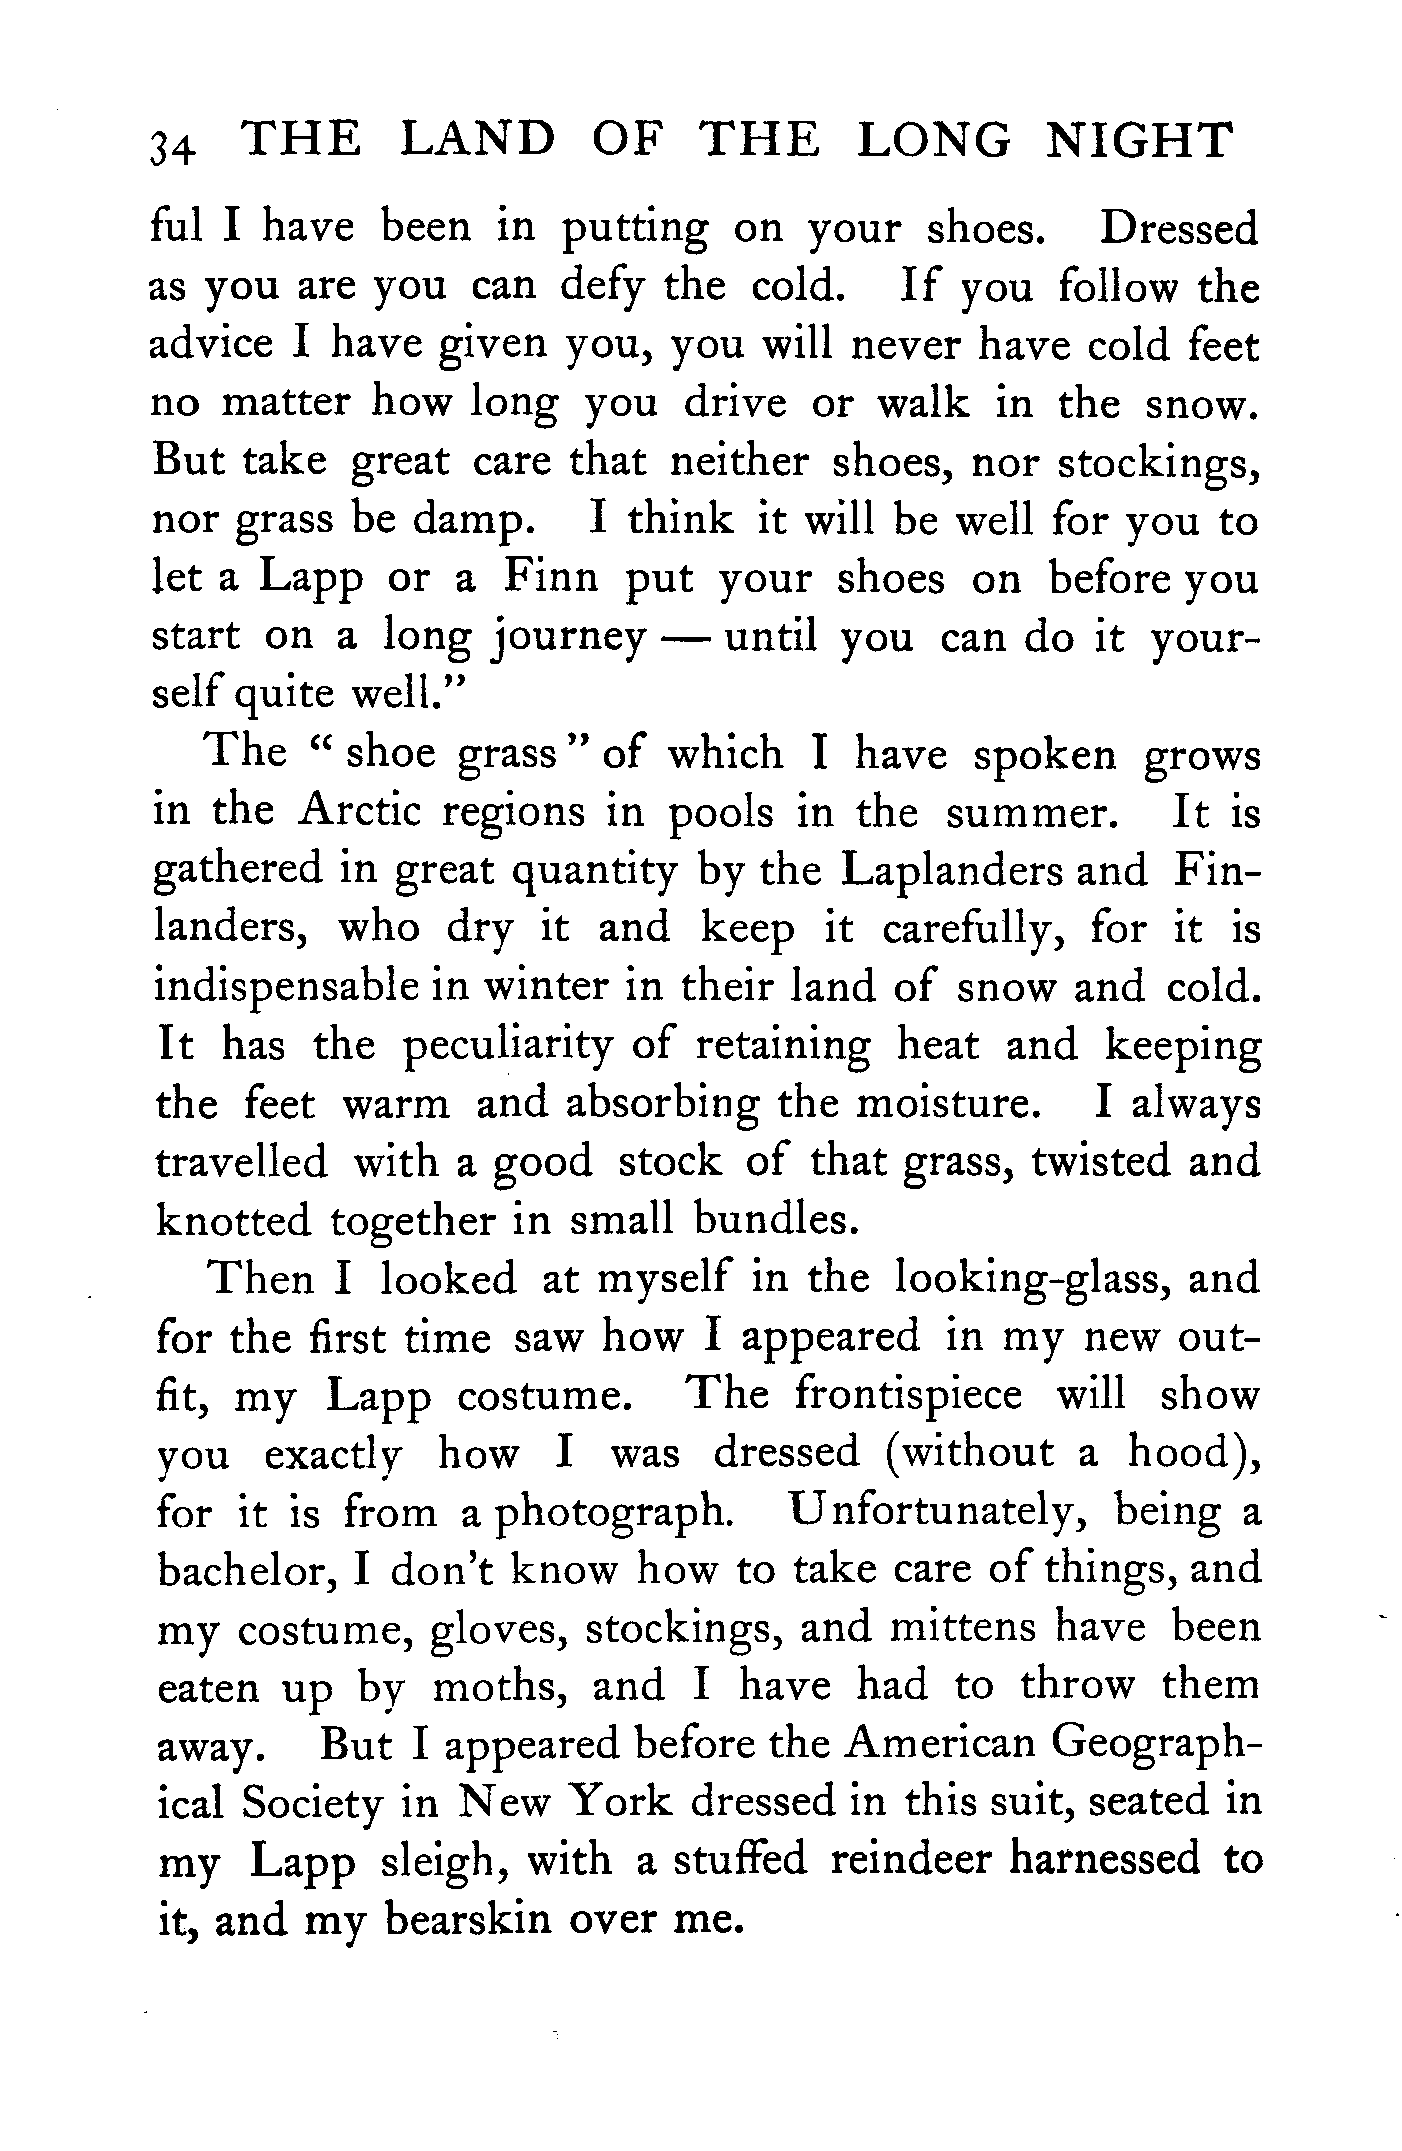 34 THE LAND OF THE LONG NIGHT
ful I have been in putting on your shoes. Dressed
as you are you can defy the cold. If you follow the
advice I have given you, you will never have cold feet
no matter how long you drive or walk in the snow.
But take great care that neither shoes, nor stockings,
nor grass be damp. I think it will be well for you to
let a Lapp or a Finn put your shoes on before you
start on a long journey — until you can do it your-
self quite well.”
The “ shoe grass ” of which I have spoken grows
in the Arctic regions in pools in the summer. It is
gathered in great quantity by the Laplanders and Fin-
landers, who dry it and keep it carefully, for it is
indispensable in winter in their land of snow and cold.
It has the peculiarity of retaining heat and keeping
the feet warm and absorbing the moisture. I always
travelled with a good stock of that grass, twisted and
knotted together in small bundles.
Then I looked at myself in the looking-glass, and
for the first time saw how I appeared in my new out-
fit, my Lapp costume. The frontispiece will show
you exactly how I was dressed (without a hood),
for it is from a photograph. Unfortunately, being a
bachelor, I don’t know how to take care of things, and
my costume, gloves, stockings, and mittens have been
eaten up by moths, and I have had to throw them
away. But I appeared before the American Geograph-
ical Society in New York dressed in this suit, seated in
my Lapp sleigh, with a stuffed reindeer harnessed to
it, and my bearskin over me.